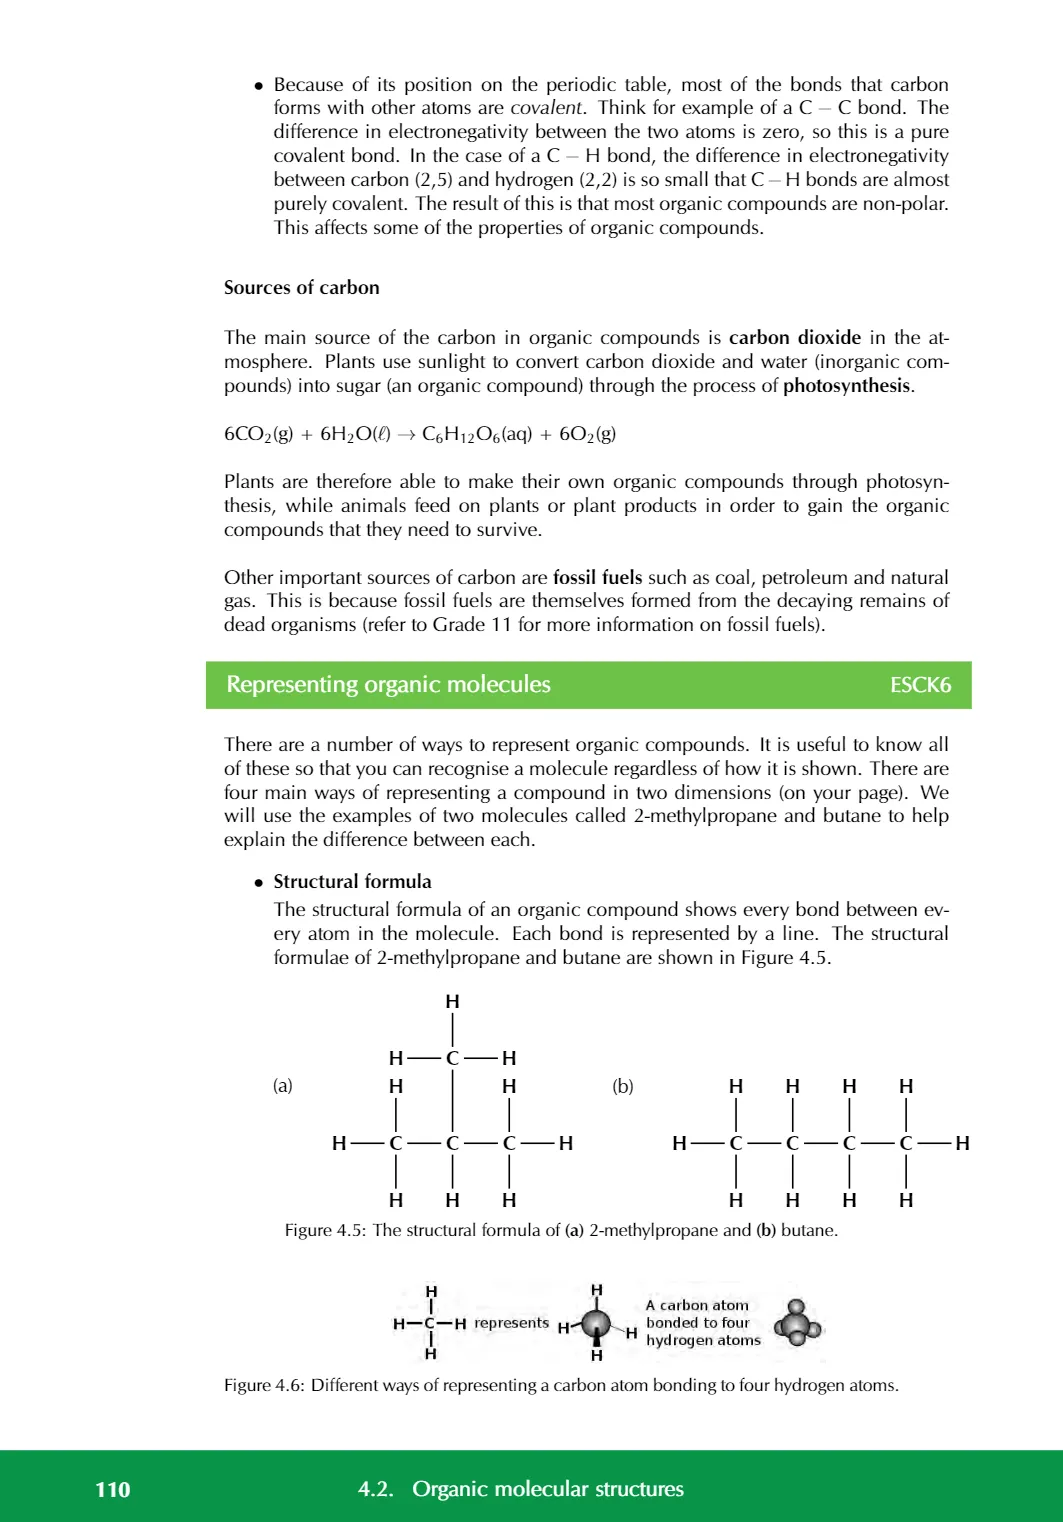 • Because of its position on the periodic table, most of the bonds that carbon
forms with other atoms are covalent. Think for example of a C − C bond. The
difference in electronegativity between the two atoms is zero, so this is a pure
covalent bond. In the case of a C − H bond, the difference in electronegativity
between carbon (2,5) and hydrogen (2,2) is so small that C − H bonds are almost
purely covalent. The result of this is that most organic compounds are non-polar.
This affects some of the properties of organic compounds.
Sources of carbon
The main source of the carbon in organic compounds is carbon dioxide in the at-
mosphere. Plants use sunlight to convert carbon dioxide and water (inorganic com-
pounds) into sugar (an organic compound) through the process of photosynthesis.
6CO₂(g) + 6H₂O(ℓ) → C₆H₁₂O₆(aq) + 6O₂(g)
Plants are therefore able to make their own organic compounds through photosyn-
thesis, while animals feed on plants or plant products in order to gain the organic
compounds that they need to survive.
Other important sources of carbon are fossil fuels such as coal, petroleum and natural
gas. This is because fossil fuels are themselves formed from the decaying remains of
dead organisms (refer to Grade 11 for more information on fossil fuels).
Representing organic molecules ESCK6
There are a number of ways to represent organic compounds. It is useful to know all
of these so that you can recognise a molecule regardless of how it is shown. There are
four main ways of representing a compound in two dimensions (on your page). We
will use the examples of two molecules called 2-methylpropane and butane to help
explain the difference between each.
• Structural formula
The structural formula of an organic compound shows every bond between ev-
ery atom in the molecule. Each bond is represented by a line. The structural
formulae of 2-methylpropane and butane are shown in Figure 4.5.
(a)
H
H C H
H H
H C C C H
H H H
(b)
H H H H
H C C C C H
H H H H
Figure 4.5: The structural formula of (a) 2-methylpropane and (b) butane.
H
H C H
H
represents
H
H H
H
A carbon atom
bonded to four
hydrogen atoms
Figure 4.6: Different ways of representing a carbon atom bonding to four hydrogen atoms.
110 4.2. Organic molecular structures